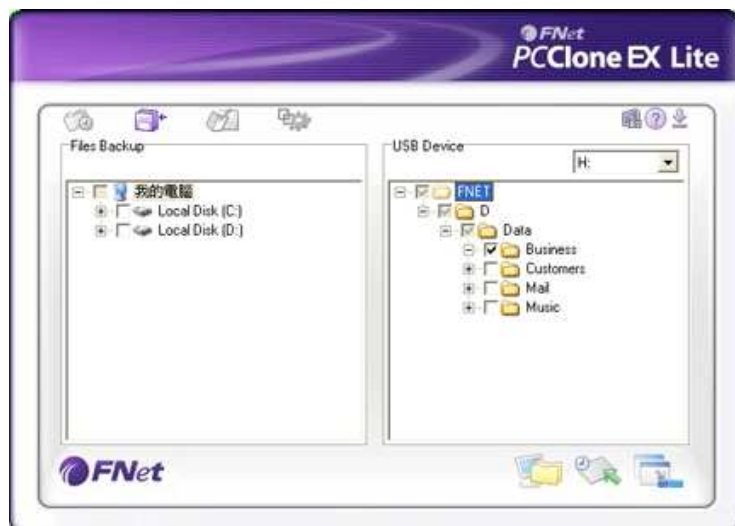 FNet
PCClone EX Lite
Files Backup
我的電腦
Local Disk (C:)
Local Disk (D:)
USB Device
H:
FNET
D
Data
Business
Customers
Mail
Music
FNet